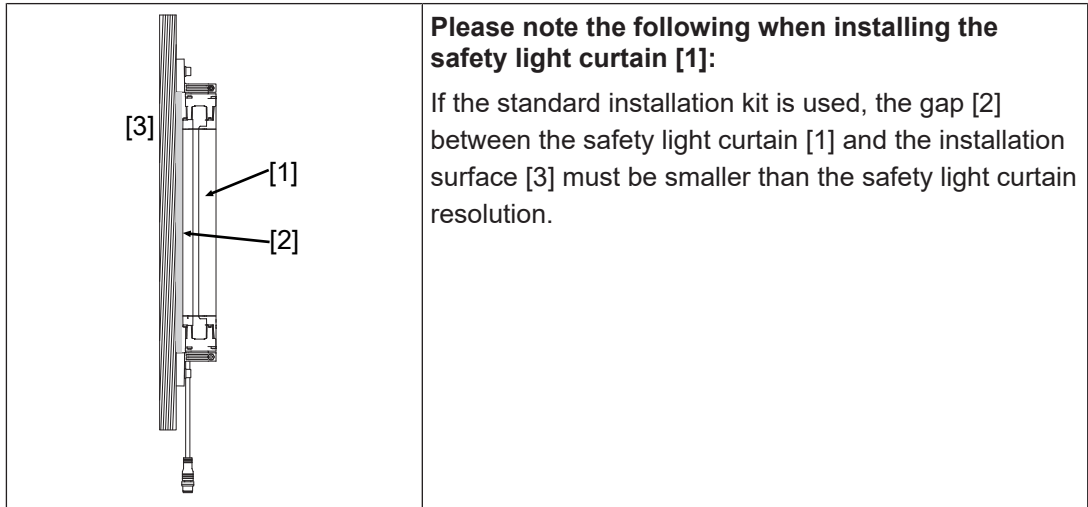 [3]
[1]
[2]
Please note the following when installing the
safety light curtain [1]:
If the standard installation kit is used, the gap [2]
between the safety light curtain [1] and the installation
surface [3] must be smaller than the safety light curtain
resolution.